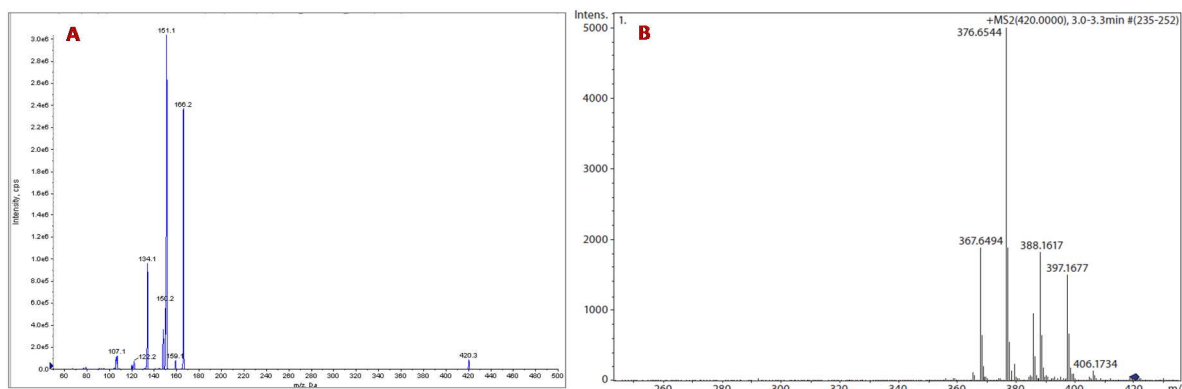 A
Intensity, cps
3.0e6
2.8e6
2.6e6
2.4e6
2.2e6
2.0e6
1.8e6
1.6e6
1.4e6
1.2e6
1.0e6
8.0e5
6.0e5
4.0e5
2.0e5
0.0
151.1
166.2
134.1
150.2
107.1
122.2
159.1
420.3
60 80 100 120 140 160 180 200 220 240 260 280 300 320 340 360 380 400 420 440 460 480 500
m/z, Da
Intens.
1.
+MS2(420.0000), 3.0-3.3min #(235-252)
B
5000
4000
3000
2000
1000
0
376.6544
367.6494
388.1617
397.1677
406.1734
260 280 300 320 340 360 380 400 420